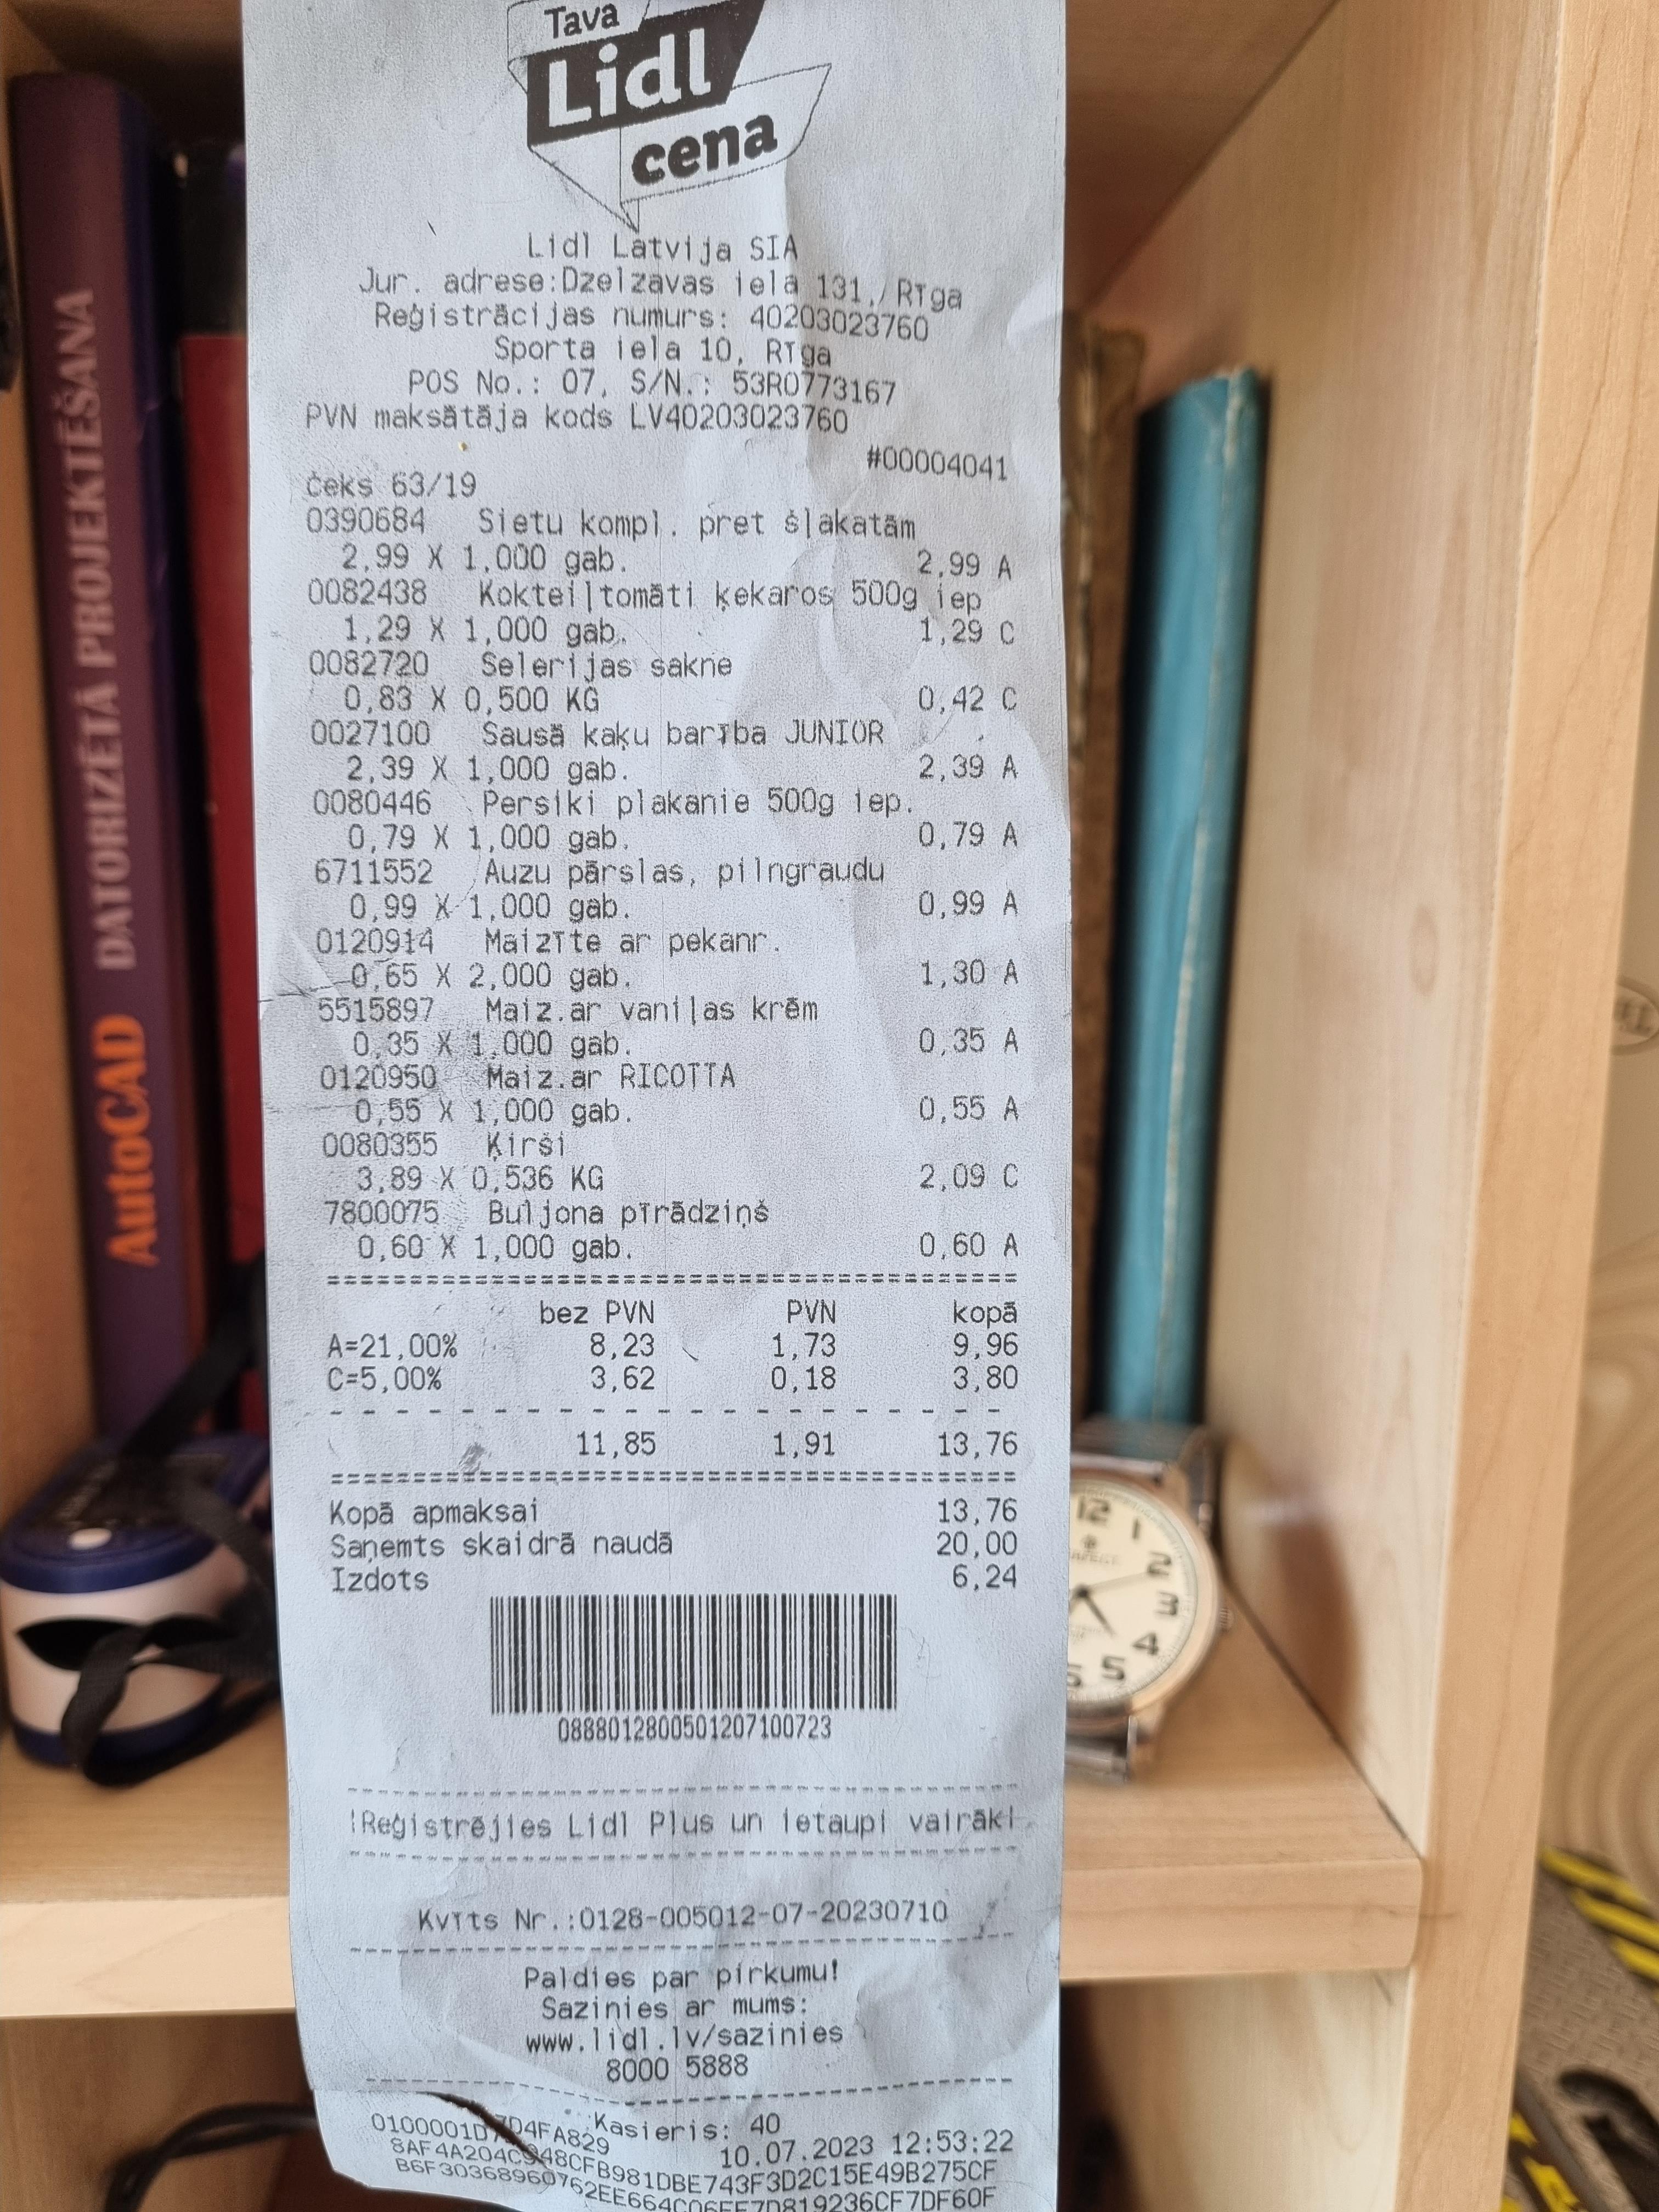 Tava
Lidl
cena
Lidl Latvija SIA
Jur. adrese:Dzelzavas iela 131, Rīga
Reģistrācijas numurs: 40203023760
Sporta iela 10, Rīga
POS No.: 07, S/N.: 53R0773167
PVN maksātāja kods LV40203023760
#00004041
čeks 63/19
0390684 Sietu kompl. pret šļakatām
2,99 X 1,000 gab. 2,99 A
0082438 Kokteiļtomāti ķekaros 500g iep
1,29 X 1,000 gab. 1,29 C
0082720 Selerijas sakne
0,83 X 0,500 KG 0,42 C
0027100 Sausā kaķu barība JUNIOR
2,39 X 1,000 gab. 2,39 A
0080446 Persiki plakanie 500g iep.
0,79 X 1,000 gab. 0,79 A
6711552 Auzu pārslas, pilngraudu
0,99 X 1,000 gab. 0,99 A
0120914 Maizīte ar pekanr.
0,65 X 2,000 gab. 1,30 A
5515897 Maiz.ar vaniļas krēm
0,35 X 1,000 gab. 0,35 A
0120950 Maiz.ar RICOTTA
0,55 X 1,000 gab. 0,55 A
0080355 Ķirši
3,89 X 0,536 KG 2,09 C
7800075 Buljona pīrādziņš
0,60 X 1,000 gab. 0,60 A
bez PVN PVN kopā
A=21,00% 8,23 1,73 9,96
C=5,00% 3,62 0,18 3,80
11,85 1,91 13,76
Kopā apmaksai 13,76
Saņemts skaidrā naudā 20,00
Izdots 6,24
0888012800501207100723
!Reģistrējies Lidl Plus un ietaupi vairāk!
Kvīts Nr.:0128-005012-07-20230710
Paldies par pirkumu!
Sazinies ar mums:
www.lidl.lv/sazinies
8000 5888
Kasieris: 40
10.07.2023 12:53:22
AutoCAD DATORIZĒTĀ PROJEKTĒŠANA
12
1
2
3
4
5